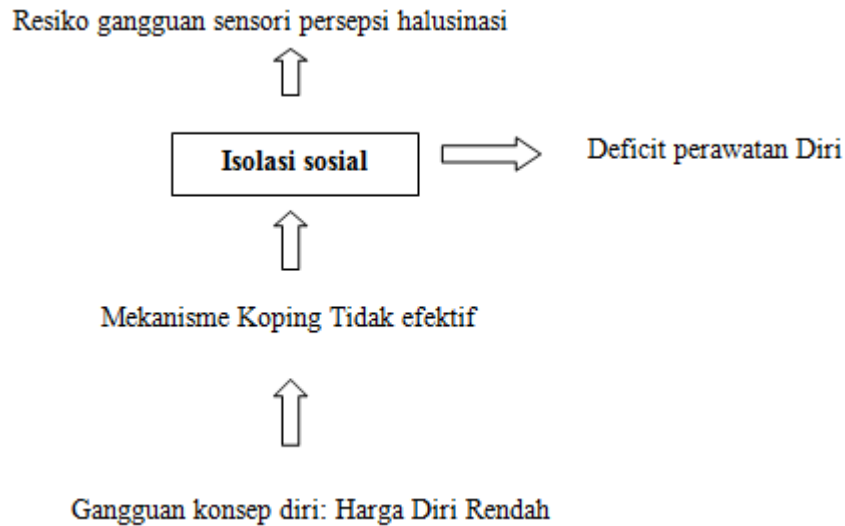 Resiko gangguan sensori persepsi halusinasi
Isolasi sosial
Deficit perawatan Diri
Mekanisme Koping Tidak efektif
Gangguan konsep diri: Harga Diri Rendah